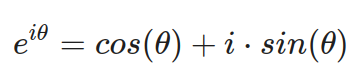 e^{iθ} = cos(θ) + i · sin(θ)